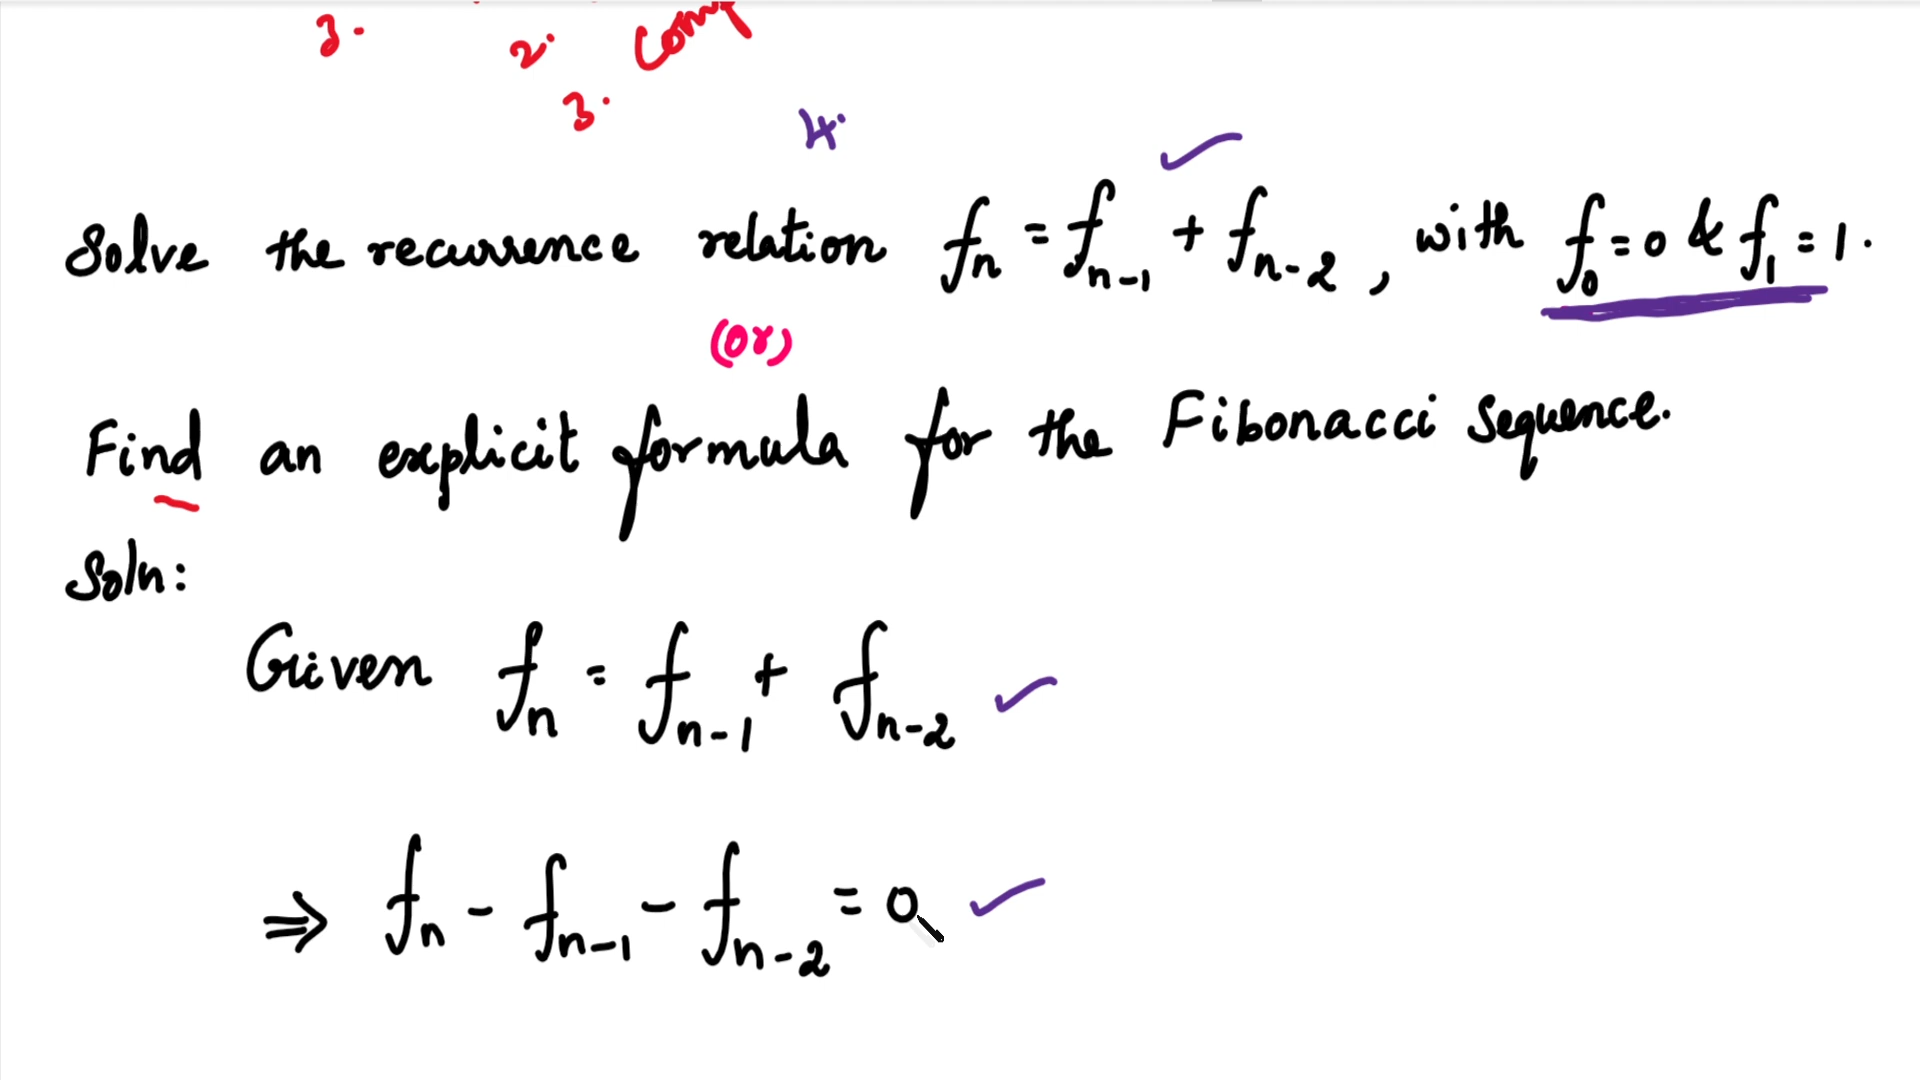 3.
2. Comp
3.
4.
Solve the recurrence relation fₙ = fₙ₋₁ + fₙ₋₂, with f₀ = 0 & f₁ = 1.
(or)
Find an explicit formula for the Fibonacci Sequence.
Soln:
Given fₙ = fₙ₋₁ + fₙ₋₂
⇒ fₙ - fₙ₋₁ - fₙ₋₂ = 0